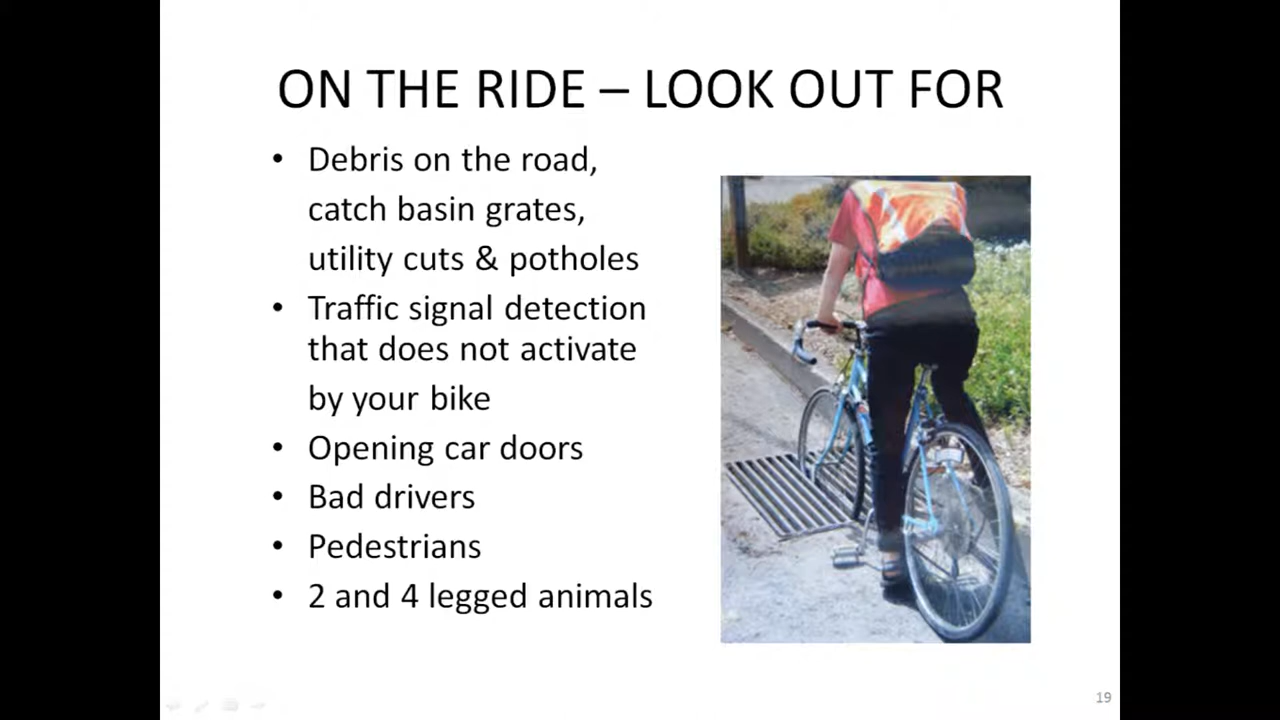 ON THE RIDE – LOOK OUT FOR
• Debris on the road,
catch basin grates,
utility cuts & potholes
• Traffic signal detection
that does not activate
by your bike
• Opening car doors
• Bad drivers
• Pedestrians
• 2 and 4 legged animals
19